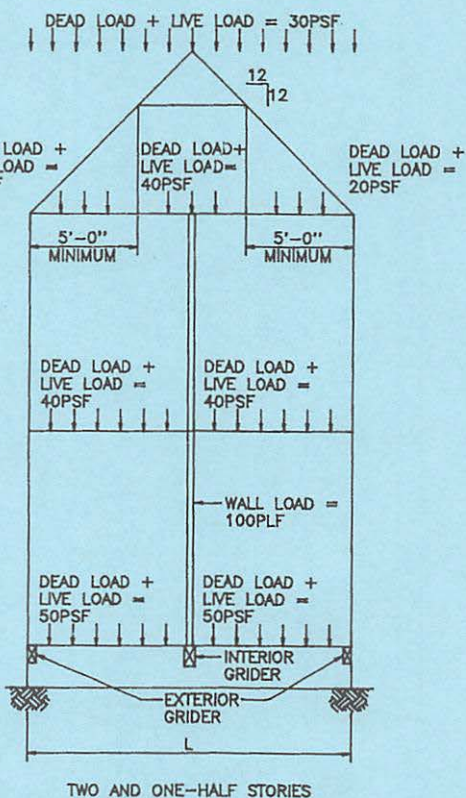 DEAD LOAD + LIVE LOAD = 30PSF
12
12
LOAD +
LOAD =
DEAD LOAD+
LIVE LOAD=
40PSF
DEAD LOAD +
LIVE LOAD =
20PSF
5'-0"
MINIMUM
5'-0"
MINIMUM
DEAD LOAD +
LIVE LOAD =
40PSF
DEAD LOAD +
LIVE LOAD =
40PSF
WALL LOAD =
100PLF
DEAD LOAD +
LIVE LOAD =
50PSF
DEAD LOAD +
LIVE LOAD =
50PSF
INTERIOR
GRIDER
EXTERIOR
GRIDER
L
TWO AND ONE-HALF STORIES